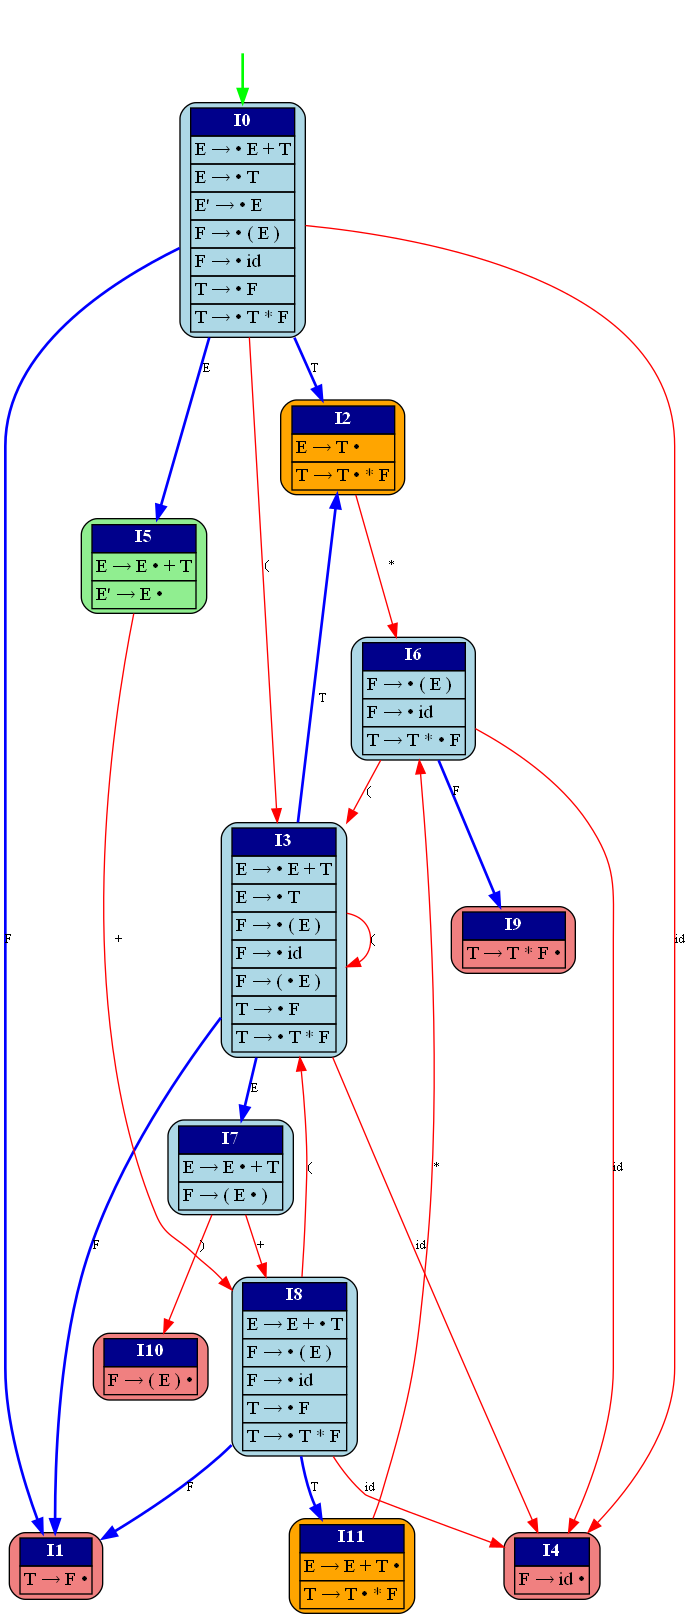 I0
E → • E + T
E → • T
E' → • E
F → • ( E )
F → • id
T → • F
T → • T * F
E
T
I2
E → T •
T → T • * F
I5
E → E • + T
E' → E •
(
*
I6
F → • ( E )
F → • id
T → T * • F
T
(
F
I3
E → • E + T
E → • T
F → • ( E )
F → • id
F → ( • E )
T → • F
T → • T * F
I9
T → T * F •
F
+
(
id
E
I7
E → E • + T
F → ( E • )
(
*
id
F
)
+
id
I8
E → E + • T
F → • ( E )
F → • id
T → • F
T → • T * F
I10
F → ( E ) •
F
T
id
I1
T → F •
I11
E → E + T •
T → T • * F
I4
F → id •